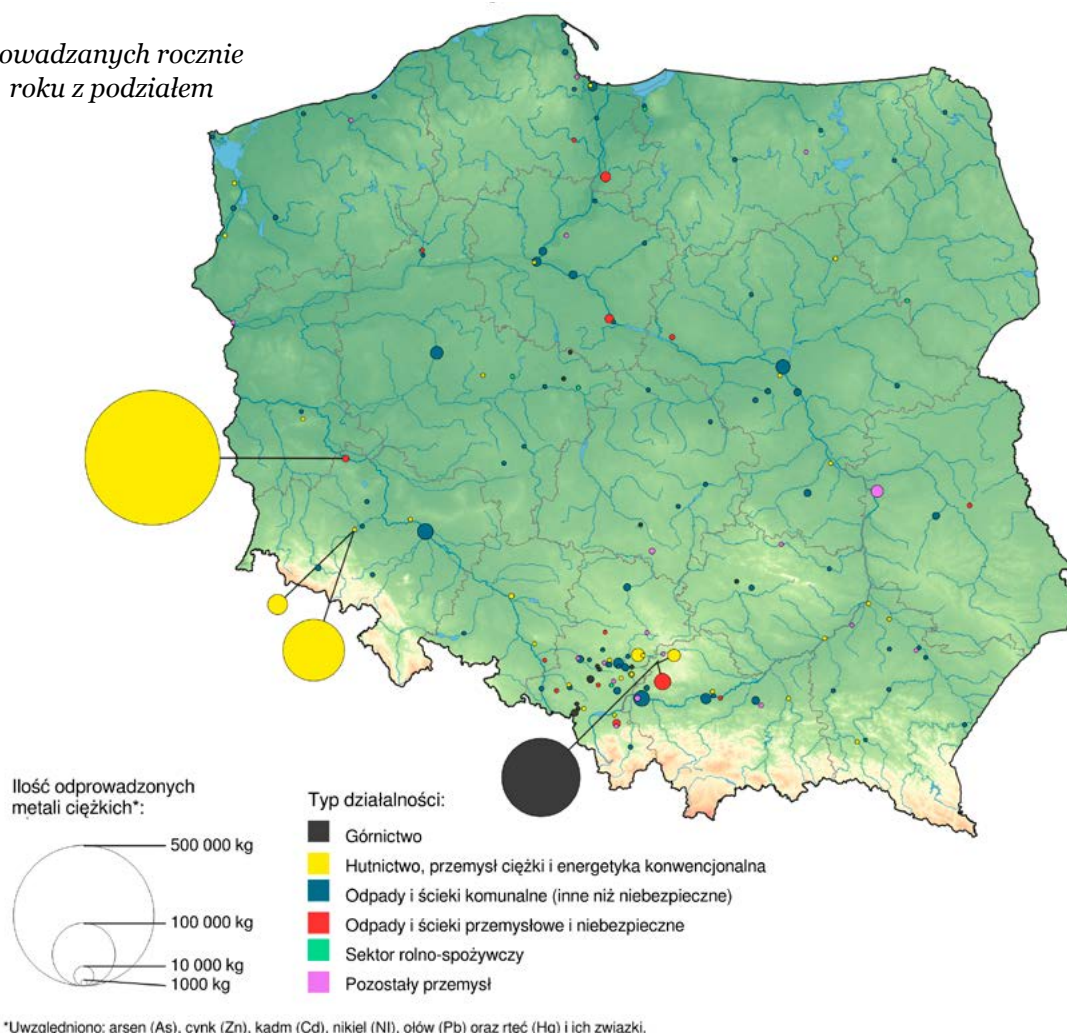 owadzanych rocznie
roku z podziałem
Ilość odprowadzonych
metali ciężkich*:
500 000 kg
100 000 kg
10 000 kg
1000 kg
Typ działalności:
Górnictwo
Hutnictwo, przemysł ciężki i energetyka konwencjonalna
Odpady i ścieki komunalne (inne niż niebezpieczne)
Odpady i ścieki przemysłowe i niebezpieczne
Sektor rolno-spożywczy
Pozostały przemysł
*Uwzględniono: arsen (As), cynk (Zn), kadm (Cd), nikiel (NI), ołów (Pb) oraz rtęć (Hg) i ich związki.